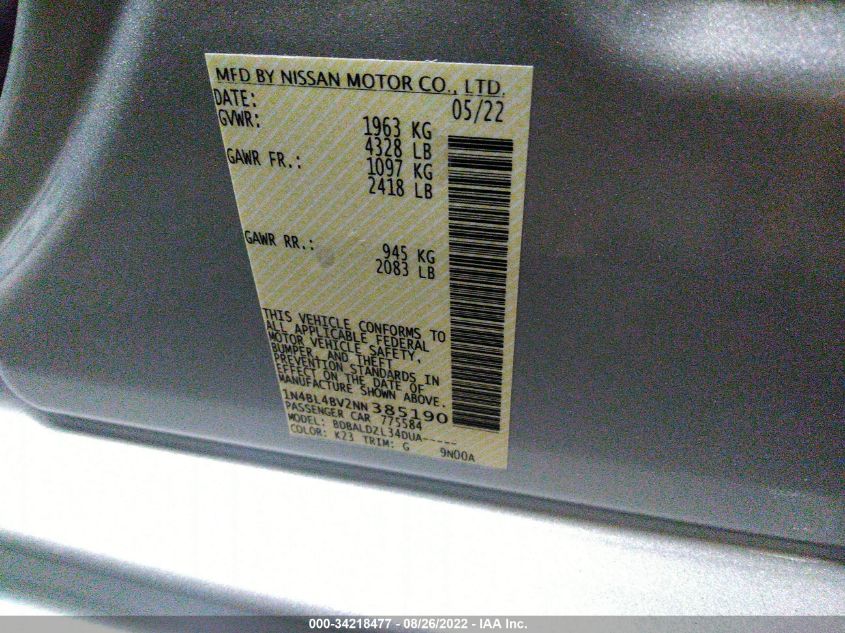 MFD BY NISSAN MOTOR CO., LTD.
DATE: 05/22
GVWR: 1963 KG
4328 LB
GAWR FR.: 1097 KG
2418 LB
GAWR RR.: 945 KG
2083 LB
THIS VEHICLE CONFORMS TO
ALL APPLICABLE FEDERAL
MOTOR VEHICLE SAFETY,
BUMPER, AND THEFT
PREVENTION STANDARDS IN
EFFECT ON THE DATE OF
MANUFACTURE SHOWN ABOVE.
1N4BL4BV2NN385190
PASSENGER CAR 775584
MODEL: BDBALDZL34DUA-----
COLOR: K23 TRIM: G 9N00A
000-34218477 - 08/26/2022 - IAA Inc.